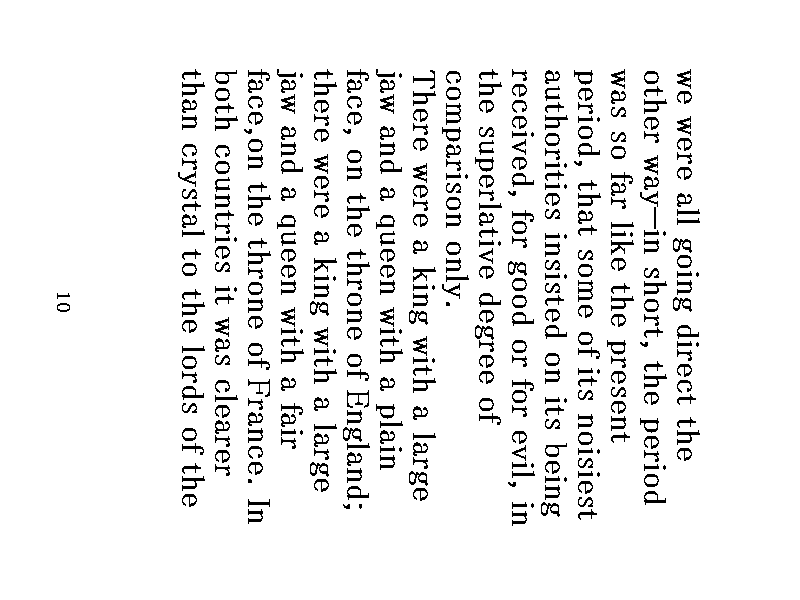 we were all going direct the
other way—in short, the period
was so far like the present
period, that some of its noisiest
authorities insisted on its being
received, for good or for evil, in
the superlative degree of
comparison only.
There were a king with a large
jaw and a queen with a plain
face, on the throne of England;
there were a king with a large
jaw and a queen with a fair
face,on the throne of France. In
both countries it was clearer
than crystal to the lords of the
10